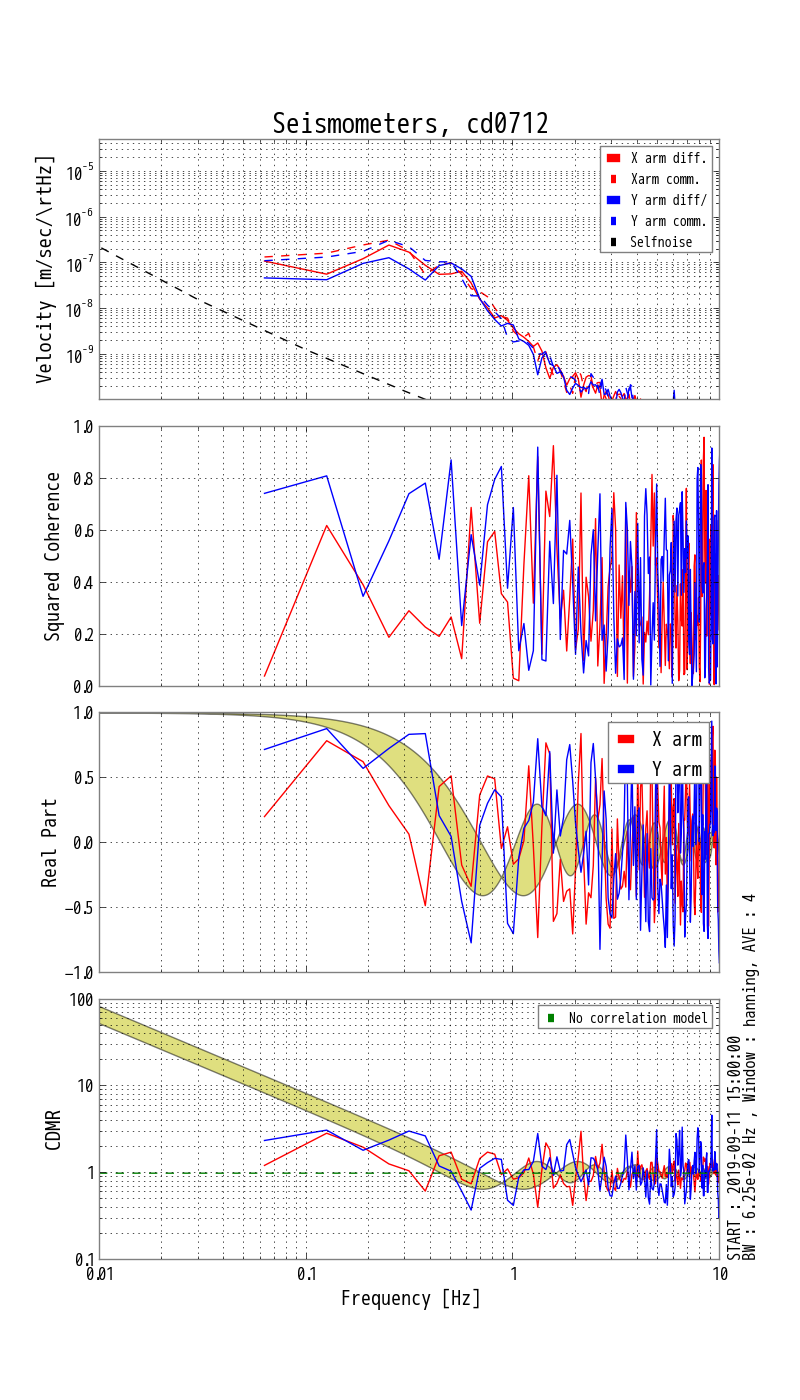 Seismometers, cd0712
Velocity [m/sec/\rtHz]
10^-5
10^-6
10^-7
10^-8
10^-9
X arm diff.
Xarm comm.
Y arm diff/
Y arm comm.
Selfnoise
Squared Coherence
1.0
0.8
0.6
0.4
0.2
0.0
Real Part
1.0
0.5
0.0
−0.5
−1.0
X arm
Y arm
CDMR
100
10
1
0.1
No correlation model
0.01
0.1
1
10
Frequency [Hz]
START : 2019-09-11 15:00:00
BW : 6.25e-02 Hz , Window : hanning, AVE : 4